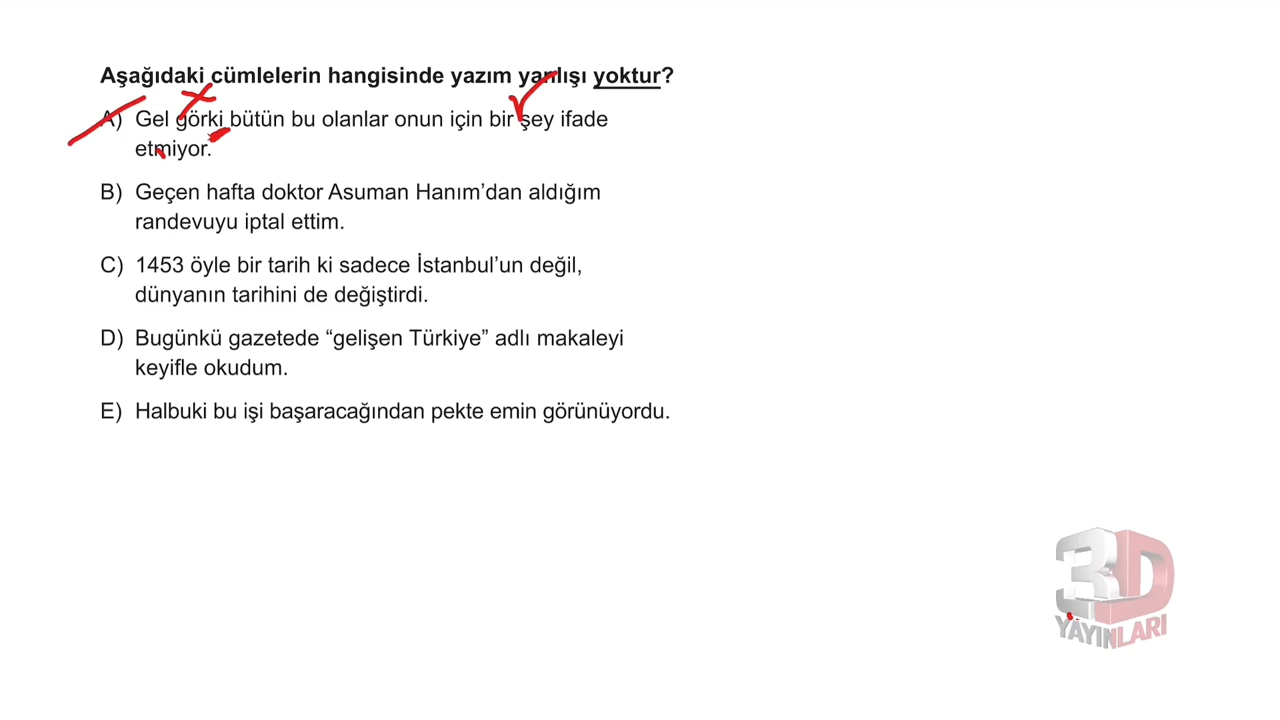 Aşağıdaki cümlelerin hangisinde yazım yanlışı yoktur?
A) Gel görki bütün bu olanlar onun için bir şey ifade
etmiyor.
B) Geçen hafta doktor Asuman Hanım’dan aldığım
randevuyu iptal ettim.
C) 1453 öyle bir tarih ki sadece İstanbul’un değil,
dünyanın tarihini de değiştirdi.
D) Bugünkü gazetede “gelişen Türkiye” adlı makaleyi
keyifle okudum.
E) Halbuki bu işi başaracağından pekte emin görünüyordu.
3D
YAYINLARI